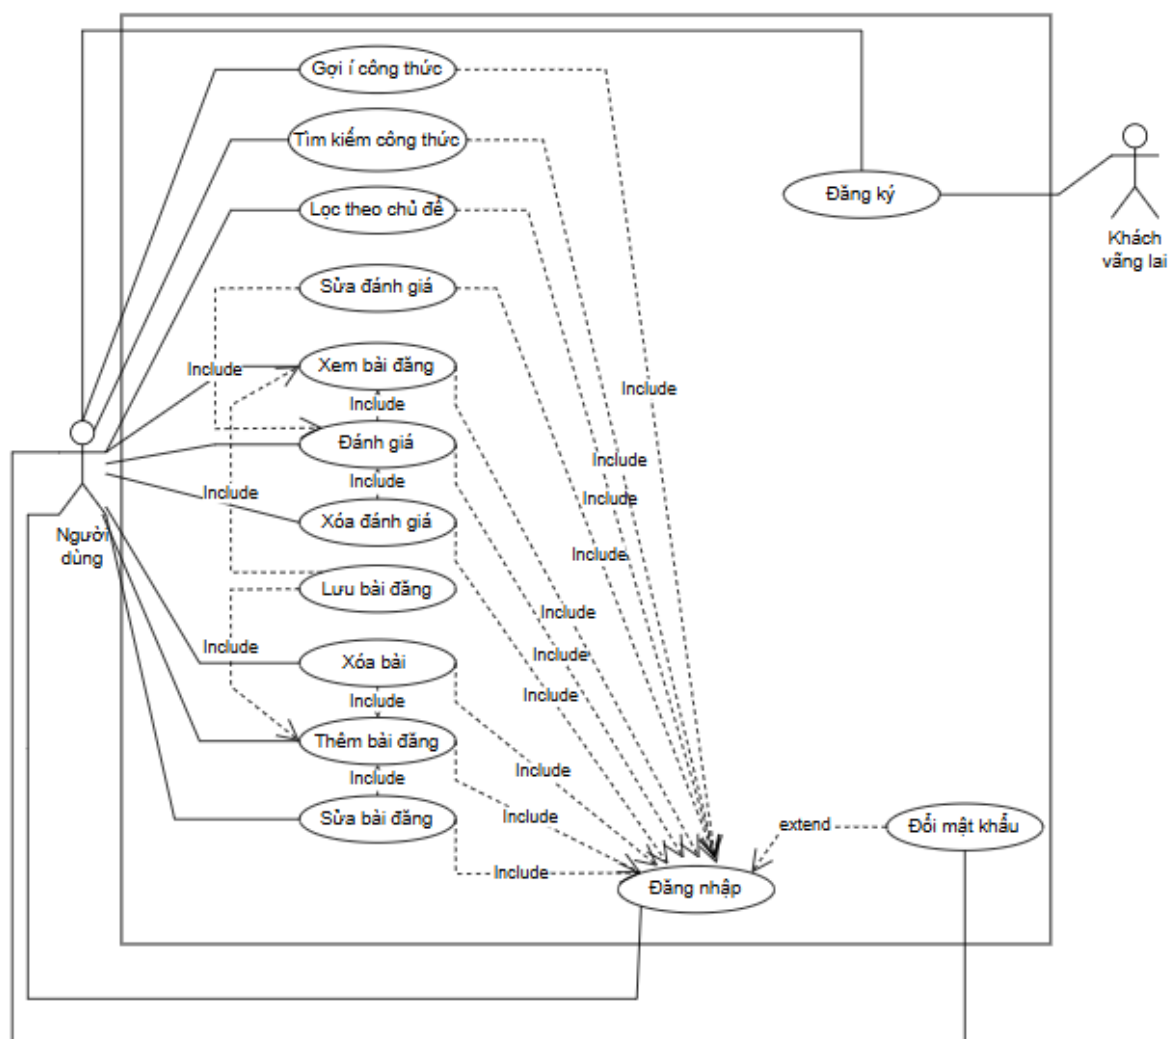 Gợi í công thức
Tìm kiếm công thức
Đăng ký
Lọc theo chủ đề
Khách
vãng lai
Sửa đánh giá
Include
Xem bài đăng
Include
Include
Đánh giá
Include
Include
Include
Include
Xóa đánh giá
Người
dùng
Lưu bài đăng
Include
Include
Include
Xóa bài
Include
Include
Thêm bài đăng
Include
Include
Include
Sửa bài đăng
extend
Đổi mật khẩu
Include
Đăng nhập